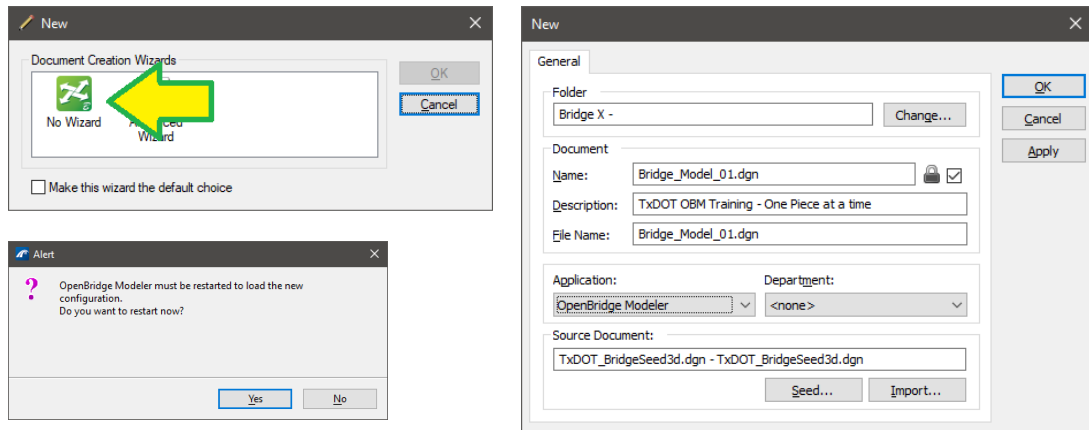 New
Document Creation Wizards
No Wizard
Wizard
OK
Cancel
Make this wizard the default choice
Alert
?
OpenBridge Modeler must be restarted to load the new
configuration.
Do you want to restart now?
Yes
No
New
General
Folder
Bridge X -
Change...
Document
Name:
Bridge_Model_01.dgn
Description:
TxDOT OBM Training - One Piece at a time
File Name:
Bridge_Model_01.dgn
Application:
Department:
OpenBridge Modeler
<none>
Source Document:
TxDOT_BridgeSeed3d.dgn - TxDOT_BridgeSeed3d.dgn
Seed...
Import...
OK
Cancel
Apply